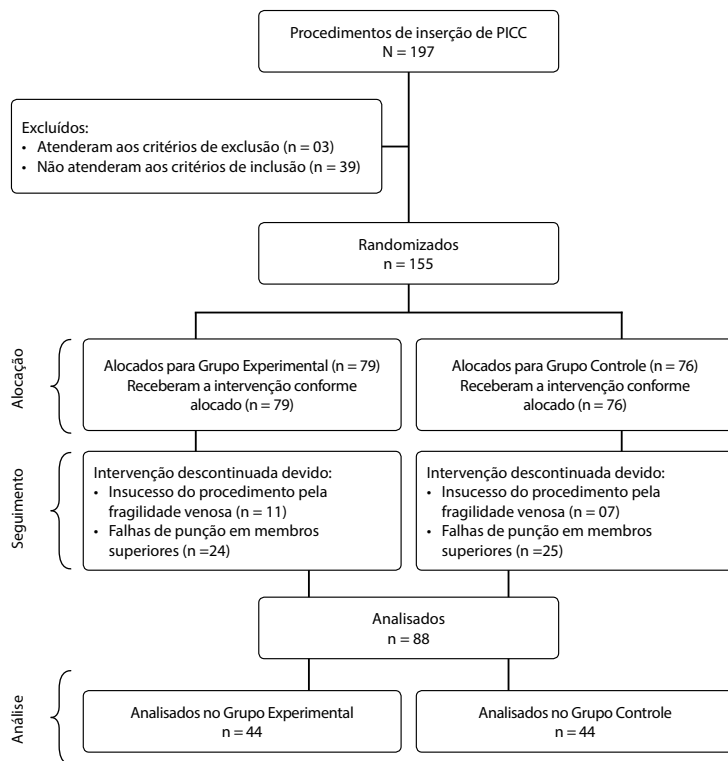 Procedimentos de inserção de PICC
N = 197
Excluídos:
• Atenderam aos critérios de exclusão (n = 03)
• Não atenderam aos critérios de inclusão (n = 39)
Randomizados
n = 155
Alocação
Alocados para Grupo Experimental (n = 79)
Receberam a intervenção conforme
alocado (n = 79)
Alocados para Grupo Controle (n = 76)
Receberam a intervenção conforme
alocado (n = 76)
Seguimento
Intervenção descontinuada devido:
• Insucesso do procedimento pela
fragilidade venosa (n = 11)
• Falhas de punção em membros
superiores (n =24)
Intervenção descontinuada devido:
• Insucesso do procedimento pela
fragilidade venosa (n = 07)
• Falhas de punção em membros
superiores (n =25)
Analisados
n = 88
Análise
Analisados no Grupo Experimental
n = 44
Analisados no Grupo Controle
n = 44